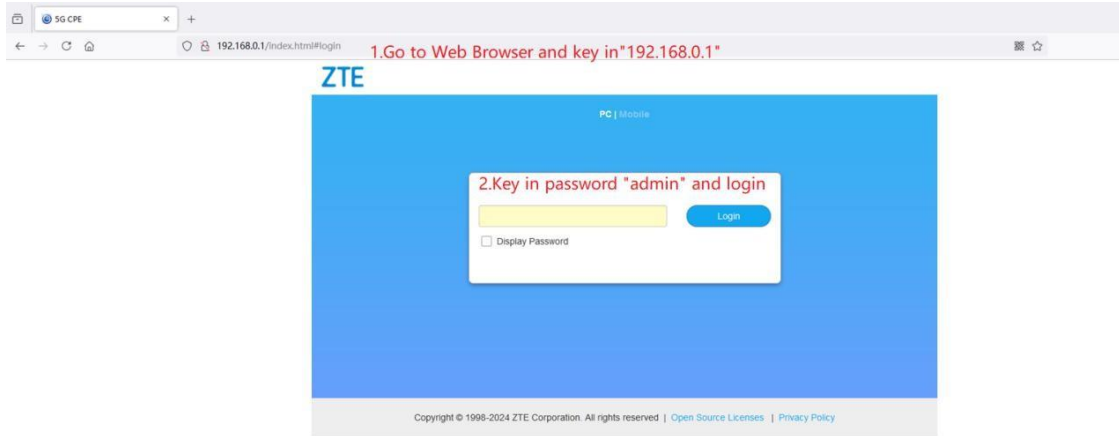 5G CPE
192.168.0.1/index.html#login
1.Go to Web Browser and key in"192.168.0.1"
ZTE
PC | Mobile
2.Key in password "admin" and login
Login
Display Password
Copyright © 1998-2024 ZTE Corporation. All rights reserved | Open Source Licenses | Privacy Policy